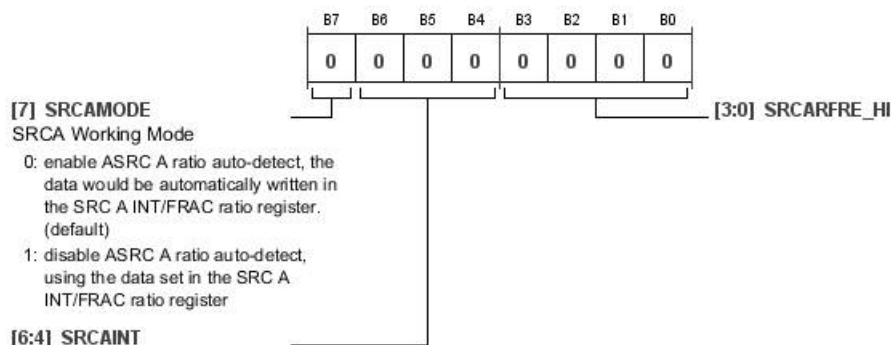 B7 B6 B5 B4 B3 B2 B1 B0
0 0 0 0 0 0 0 0
[7] SRCAMODE
[3:0] SRCARFRE_HI
SRCA Working Mode
0: enable ASRC A ratio auto-detect, the
data would be automatically written in
the SRC A INT/FRAC ratio register.
(default)
1: disable ASRC A ratio auto-detect,
using the data set in the SRC A
INT/FRAC ratio register
[6:4] SRCAINT